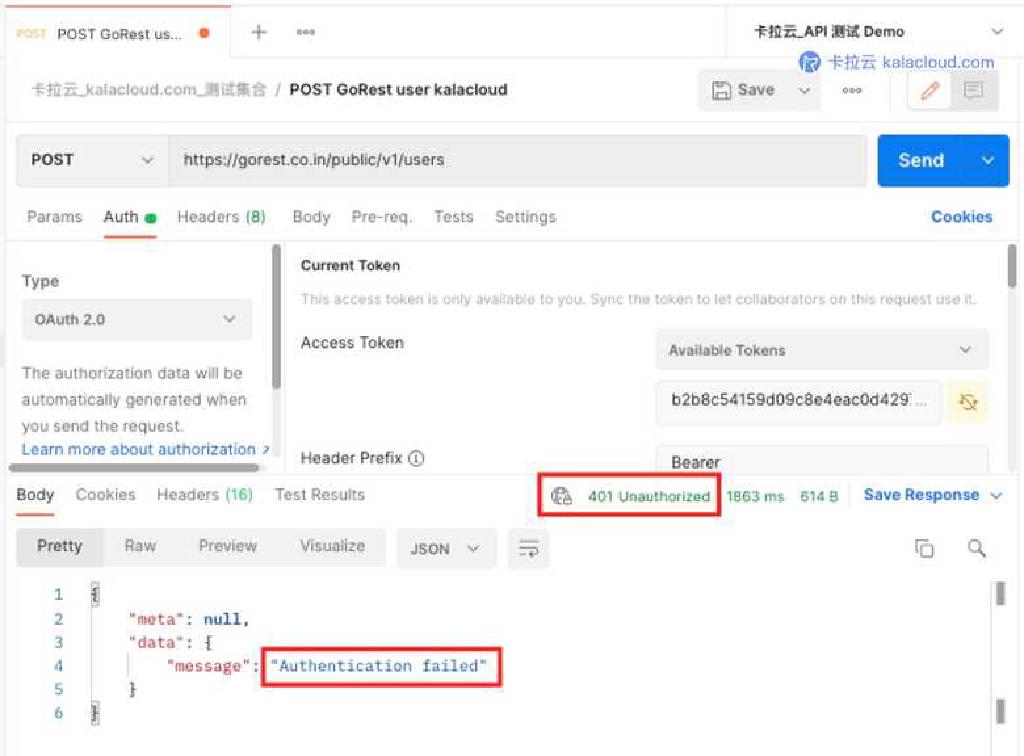 POST POST GoRest us...
卡拉云_API 测试 Demo
卡拉云 kalacloud.com
卡拉云_kalacloud.com_测试集合 / POST GoRest user kalacloud
Save
POST https://gorest.co.in/public/v1/users Send
Params Auth Headers (8) Body Pre-req. Tests Settings Cookies
Type
OAuth 2.0
The authorization data will be
automatically generated when
you send the request.
Learn more about authorization
Current Token
This access token is only available to you. Sync the token to let collaborators on this request use it.
Access Token
Available Tokens
b2b8c54159d09c8e4eac0d429...
Header Prefix
Bearer
Body Cookies Headers (16) Test Results 401 Unauthorized 1863 ms 614 B Save Response
Pretty Raw Preview Visualize JSON
1 {
2 "meta": null,
3 "data": {
4 "message": "Authentication failed"
5 }
6 }